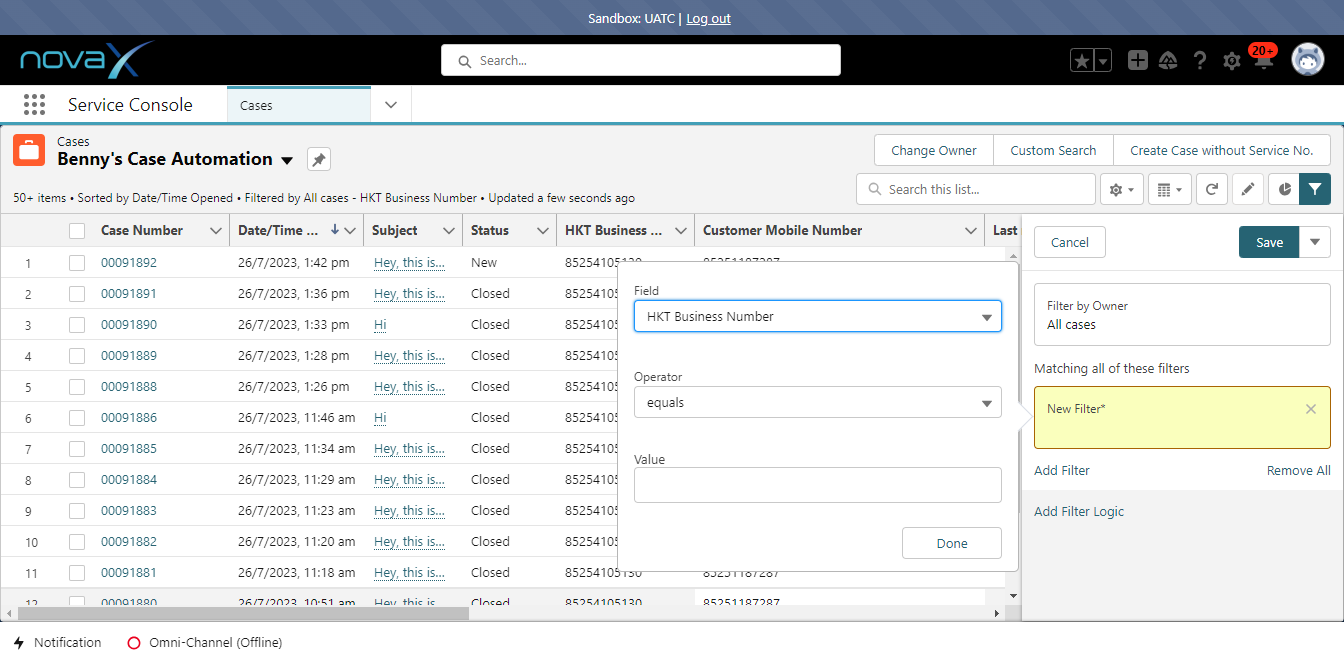 Sandbox: UATC | Log out
novaX
Search...
20+
Service Console
Cases
Cases
Benny's Case Automation
Change Owner
Custom Search
Create Case without Service No.
50+ items • Sorted by Date/Time Opened • Filtered by All cases - HKT Business Number • Updated a few seconds ago
Search this list...
Case Number Date/Time ... Subject Status HKT Business ... Customer Mobile Number Last
1 00091892 26/7/2023, 1:42 pm Hey, this is... New 85254105130 85251187287
2 00091891 26/7/2023, 1:36 pm Hey, this is... Closed 8525410
3 00091890 26/7/2023, 1:33 pm Hi Closed 8525410
4 00091889 26/7/2023, 1:28 pm Hey, this is... Closed 8525410
5 00091888 26/7/2023, 1:26 pm Hey, this is... Closed 8525410
6 00091886 26/7/2023, 11:46 am Hi Closed 8525410
7 00091885 26/7/2023, 11:34 am Hey, this is... Closed 8525410
8 00091884 26/7/2023, 11:29 am Hey, this is... Closed 8525410
9 00091883 26/7/2023, 11:23 am Hey, this is... Closed 8525410
10 00091882 26/7/2023, 11:20 am Hey, this is... Closed 8525410
11 00091881 26/7/2023, 11:18 am Hey, this is... Closed 85254105130 85251187287
12 00091880 26/7/2023, 10:51 am Hey, this is... Closed 85254105130 85251187287
Field
HKT Business Number
Operator
equals
Value
Done
Cancel
Save
Filter by Owner
All cases
Matching all of these filters
New Filter*
Add Filter
Remove All
Add Filter Logic
Notification
Omni-Channel (Offline)